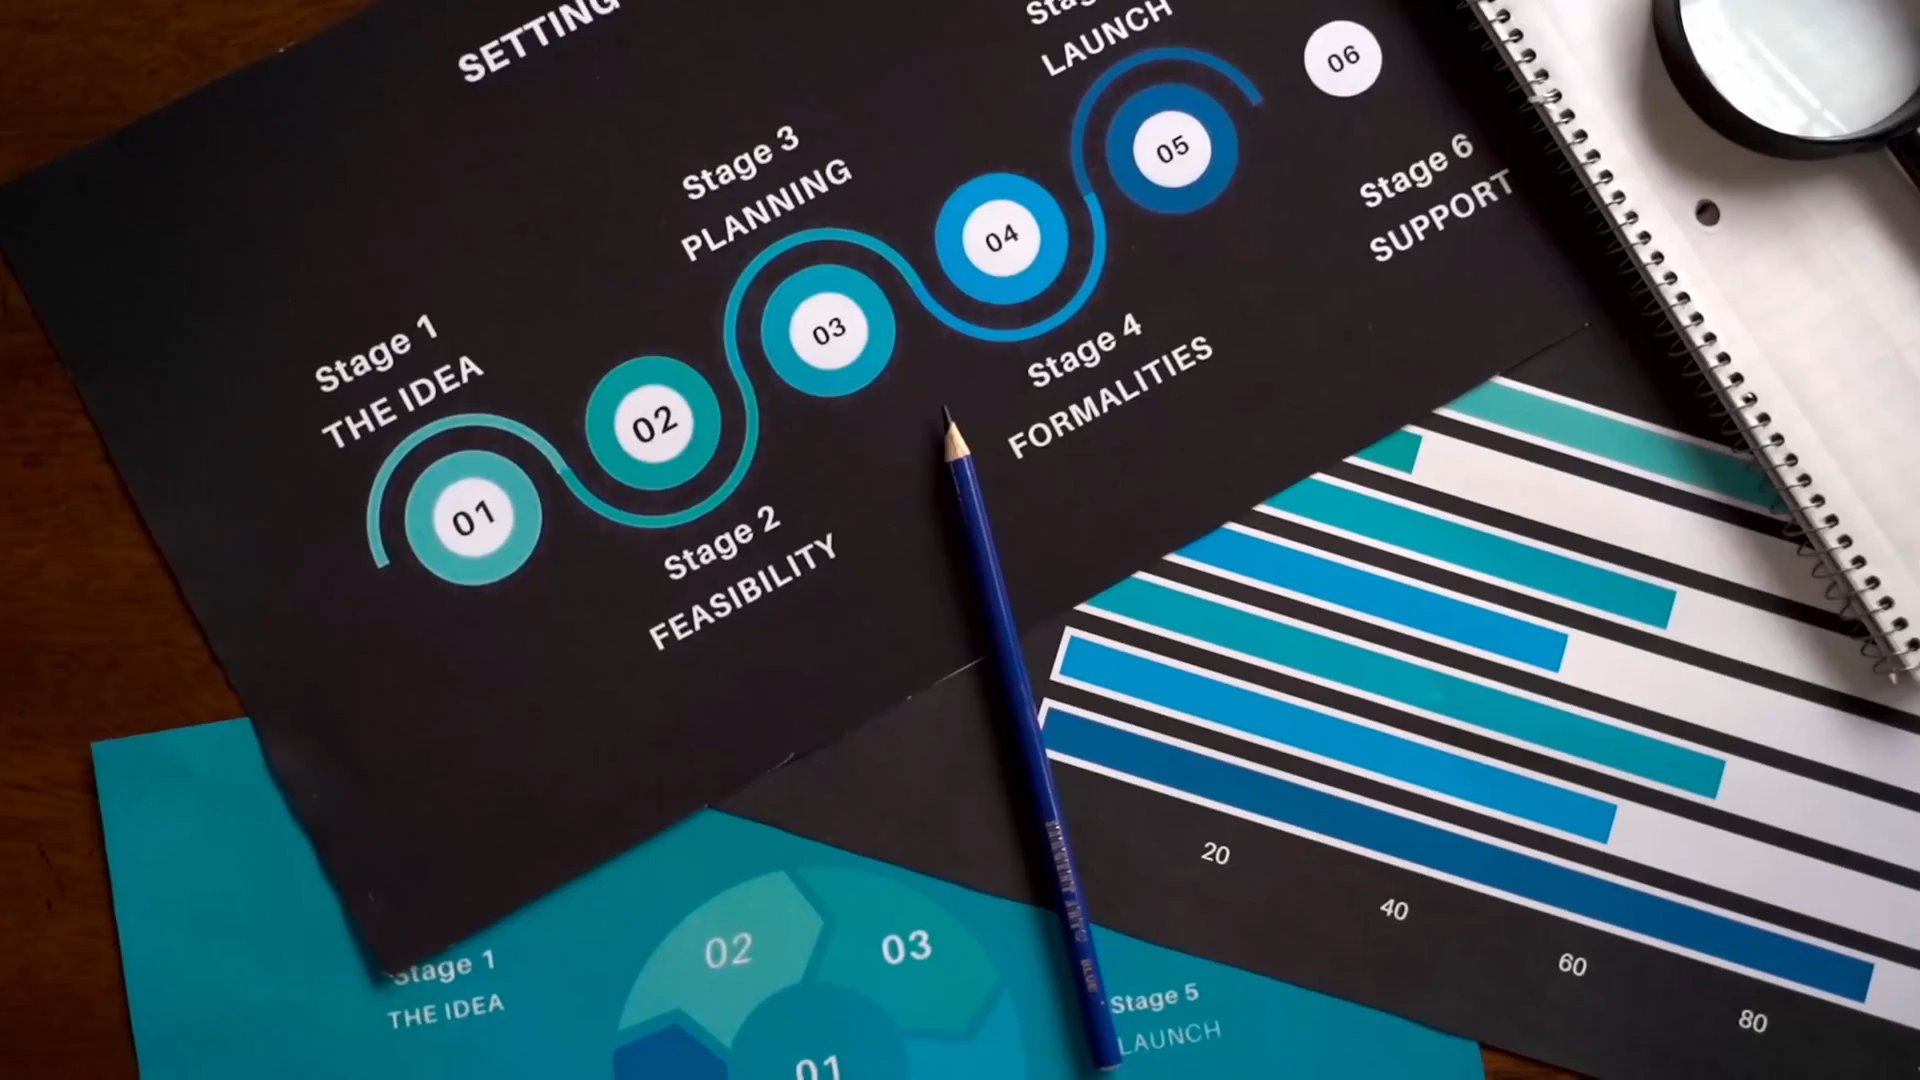 SETTING
LAUNCH
06
Stage 3
PLANNING
05
Stage 6
SUPPORT
04
03
Stage 1
THE IDEA
Stage 4
FORMALITIES
02
01
Stage 2
FEASIBILITY
20
40
60
80
02
03
Stage 1
THE IDEA
Stage 5
LAUNCH
01
BLUE